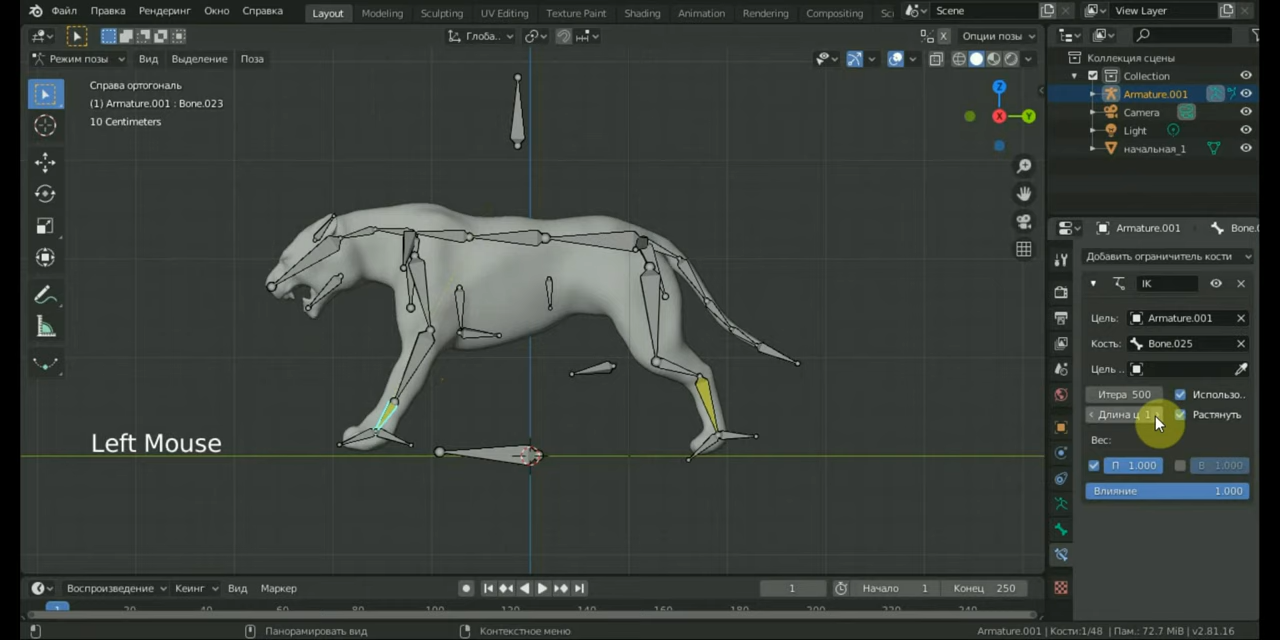 Файл Правка Рендеринг Окно Справка Layout Modeling Sculpting UV Editing Texture Paint Shading Animation Rendering Compositing Sc Scene View Layer
Глоба.. Опции позы
Режим позы Вид Выделение Поза
Справа ортогональ
(1) Armature.001 : Bone.023
10 Centimeters
Z
X
Y
Left Mouse
Коллекция сцены
Collection
Armature.001
Camera
Light
начальная_1
Armature.001 Bone.0
Добавить ограничитель кости
IK
Цель: Armature.001
Кость: Bone.025
Цель ..
Итера 500 Использо..
Длина ц 1 Растянуть
Вес:
П 1.000 В 1.000
Влияние 1.000
Воспроизведение Кеинг Вид Маркер 1 Начало 1 Конец 250
1 20 40 60 80 100 120 140 160 180 200 220 240
Панорамировать вид Контекстное меню Armature.001 | Кости:1/48 | Пам.: 72.7 MiB | v2.81.16